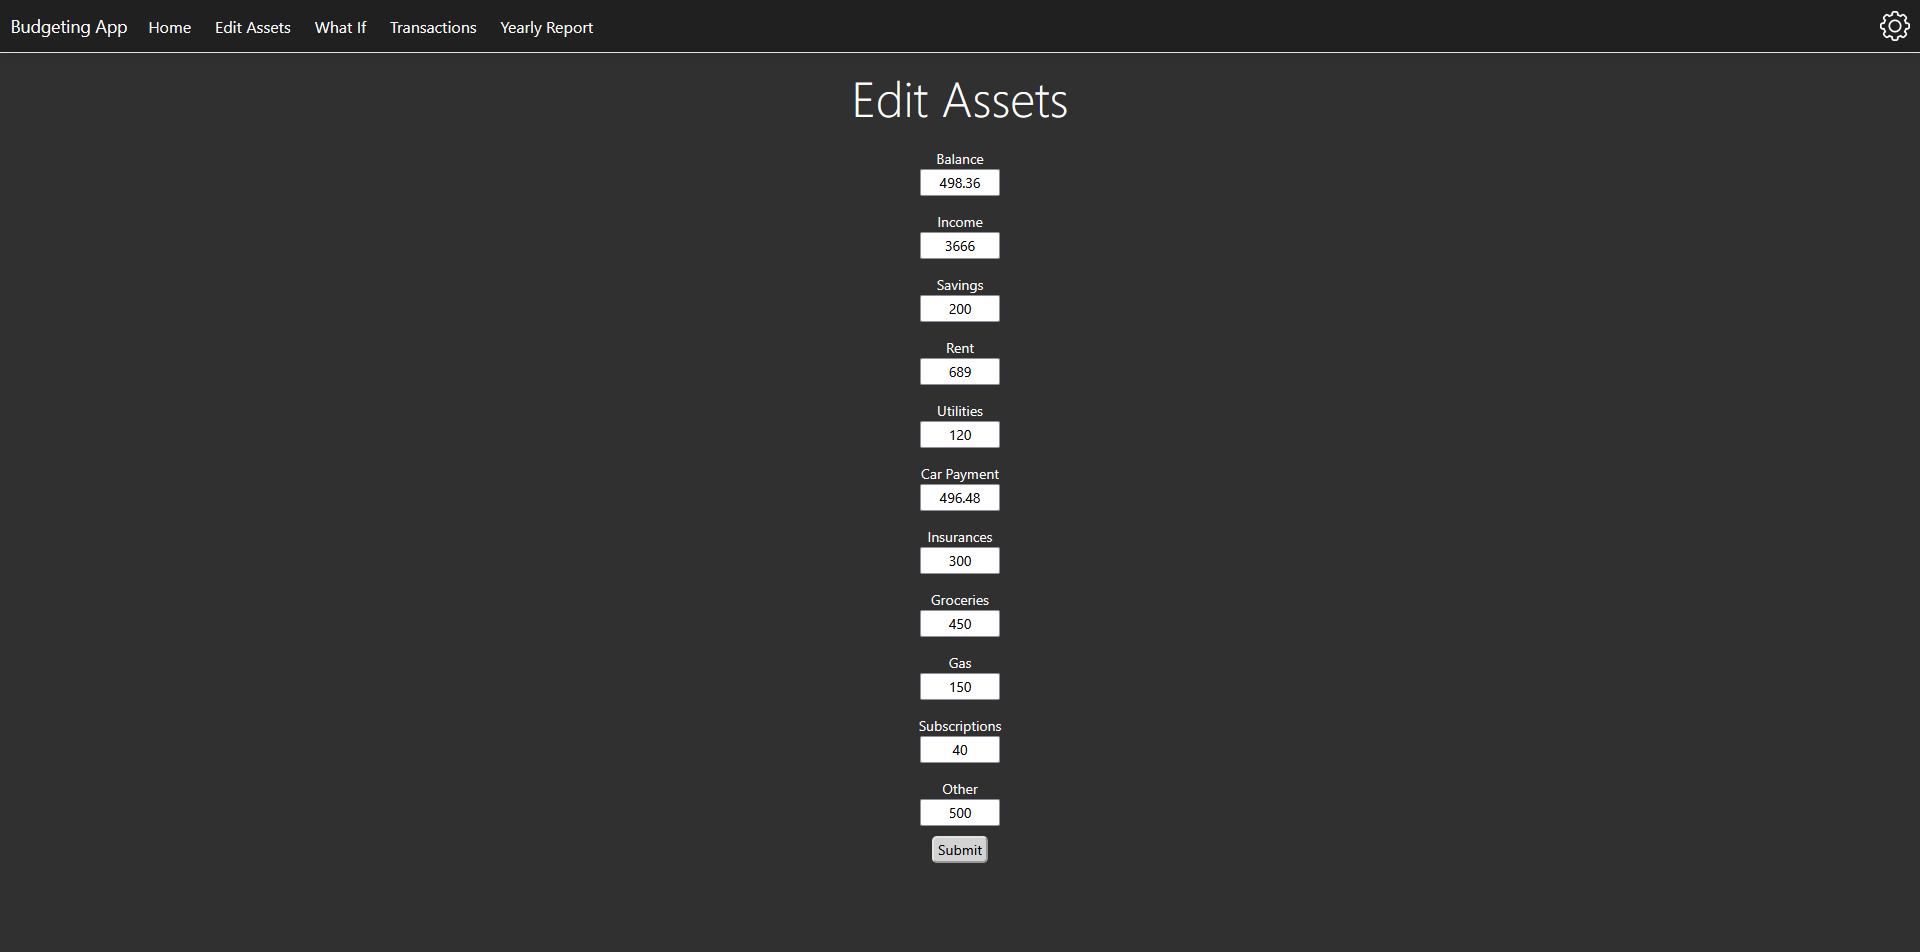 Budgeting App Home Edit Assets What If Transactions Yearly Report
Edit Assets
Balance
498.36
Income
3666
Savings
200
Rent
689
Utilities
120
Car Payment
496.48
Insurances
300
Groceries
450
Gas
150
Subscriptions
40
Other
500
Submit